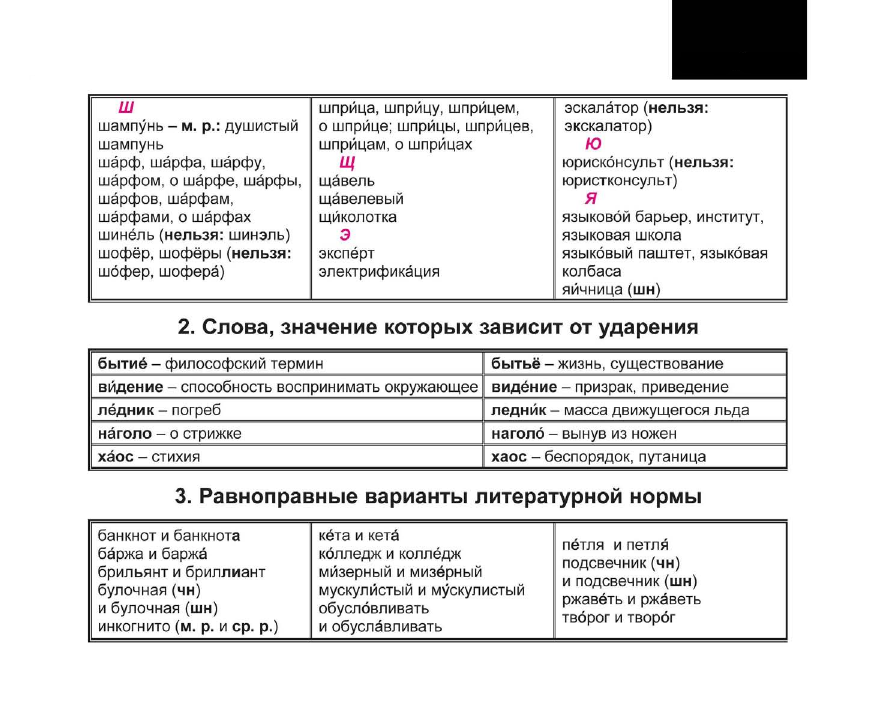 Ш
шампу́нь – м. р.: душистый
шампунь
ша́рф, ша́рфа, ша́рфу,
ша́рфом, о ша́рфе, ша́рфы,
ша́рфов, ша́рфам,
ша́рфами, о ша́рфах
шине́ль (нельзя: шинэль)
шофёр, шофёры (нельзя:
шо́фер, шофера́)
шпри́ца, шпри́цу, шпри́цем,
о шпри́це; шпри́цы, шпри́цев,
шпри́цам, о шпри́цах
Щ
ща́вель
ща́велевый
щи́колотка
Э
экспе́рт
электрифика́ция
эскала́тор (нельзя:
экскалатор)
Ю
юриско́нсульт (нельзя:
юристконсульт)
Я
языково́й барьер, институт,
языковая школа
языко́вый паштет, языко́вая
колбаса
яи́чница (шн)
2. Слова, значение которых зависит от ударения
бытие́ – философский термин
бытьё – жизнь, существование
ви́дение – способность воспринимать окружающее
виде́ние – призрак, приведение
ле́дник – погреб
ледни́к – масса движущегося льда
на́голо – о стрижке
наголо́ – вынув из ножен
ха́ос – стихия
хаос – беспорядок, путаница
3. Равноправные варианты литературной нормы
банкнот и банкнота
ба́ржа и баржа́
брильянт и бриллиант
булочная (чн)
и булочная (шн)
инкогнито (м. р. и ср. р.)
ке́та и кета́
ко́лледж и колле́дж
ми́зерный и мизе́рный
мускули́стый и му́скулистый
обусло́вливать
и обусла́вливать
пе́тля и петля́
подсвечник (чн)
и подсвечник (шн)
ржаве́ть и ржа́веть
тво́рог и творо́г